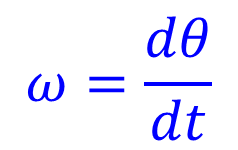 ω = dθ/dt